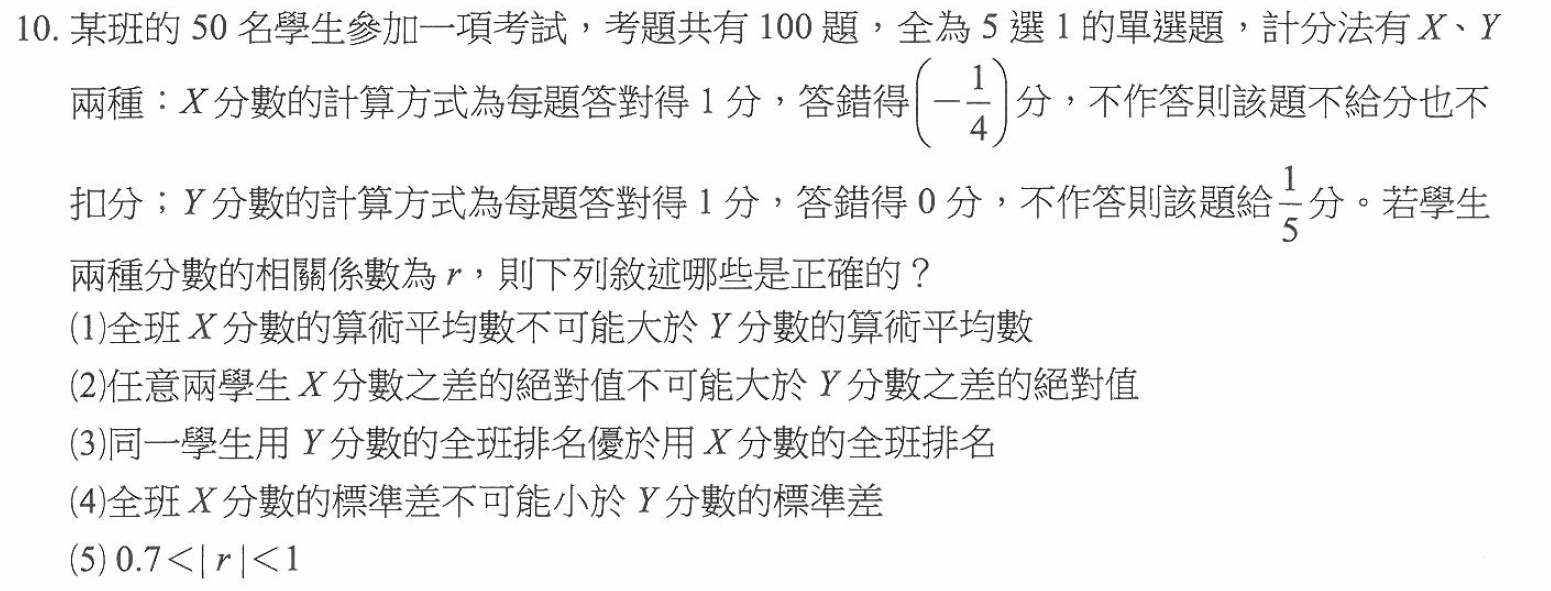 10. 某班的 50 名學生參加一項考試，考題共有 100 題，全為 5 選 1 的單選題，計分法有 X、Y
兩種：X 分數的計算方式為每題答對得 1 分，答錯得(-1/4)分，不作答則該題不給分也不
扣分；Y 分數的計算方式為每題答對得 1 分，答錯得 0 分，不作答則該題給 1/5 分。若學生
兩種分數的相關係數為 r，則下列敘述哪些是正確的？
(1)全班 X 分數的算術平均數不可能大於 Y 分數的算術平均數
(2)任意兩學生 X 分數之差的絕對值不可能大於 Y 分數之差的絕對值
(3)同一學生用 Y 分數的全班排名優於用 X 分數的全班排名
(4)全班 X 分數的標準差不可能小於 Y 分數的標準差
(5) 0.7<| r |<1